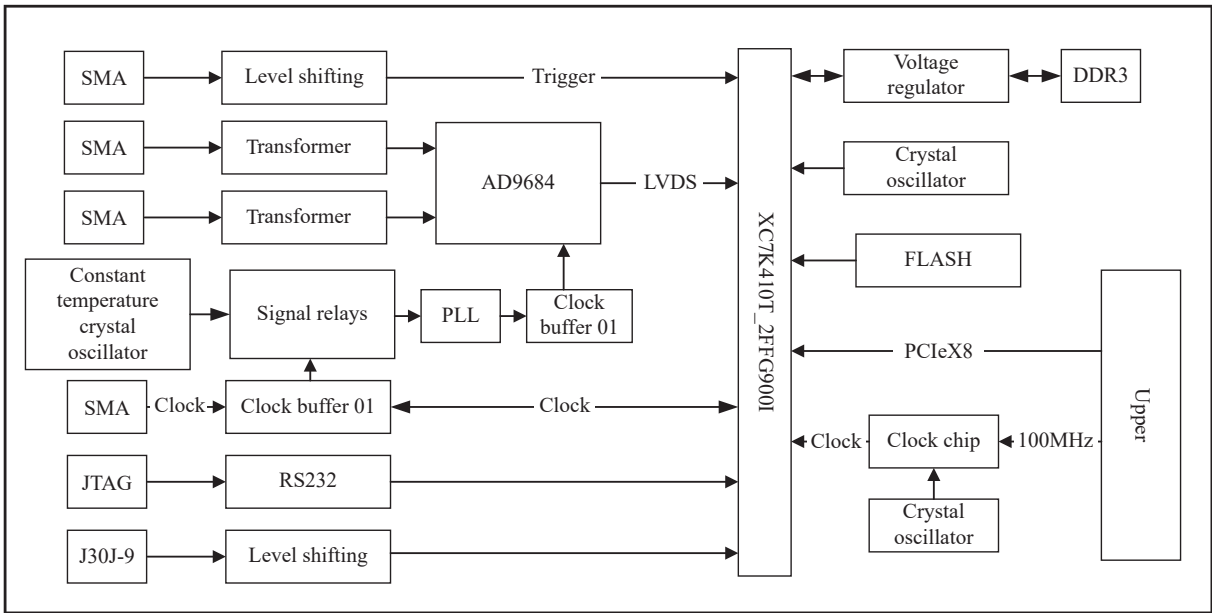 SMA
Level shifting
Trigger
Voltage
regulator
DDR3
SMA
Transformer
AD9684
LVDS
Crystal
oscillator
SMA
Transformer
XC7K410T_2FFG900I
FLASH
Constant
temperature
crystal
oscillator
Signal relays
PLL
Clock
buffer 01
PCIeX8
Upper
SMA
Clock
Clock buffer 01
Clock
Clock
Clock chip
100MHz
JTAG
RS232
Crystal
oscillator
J30J-9
Level shifting